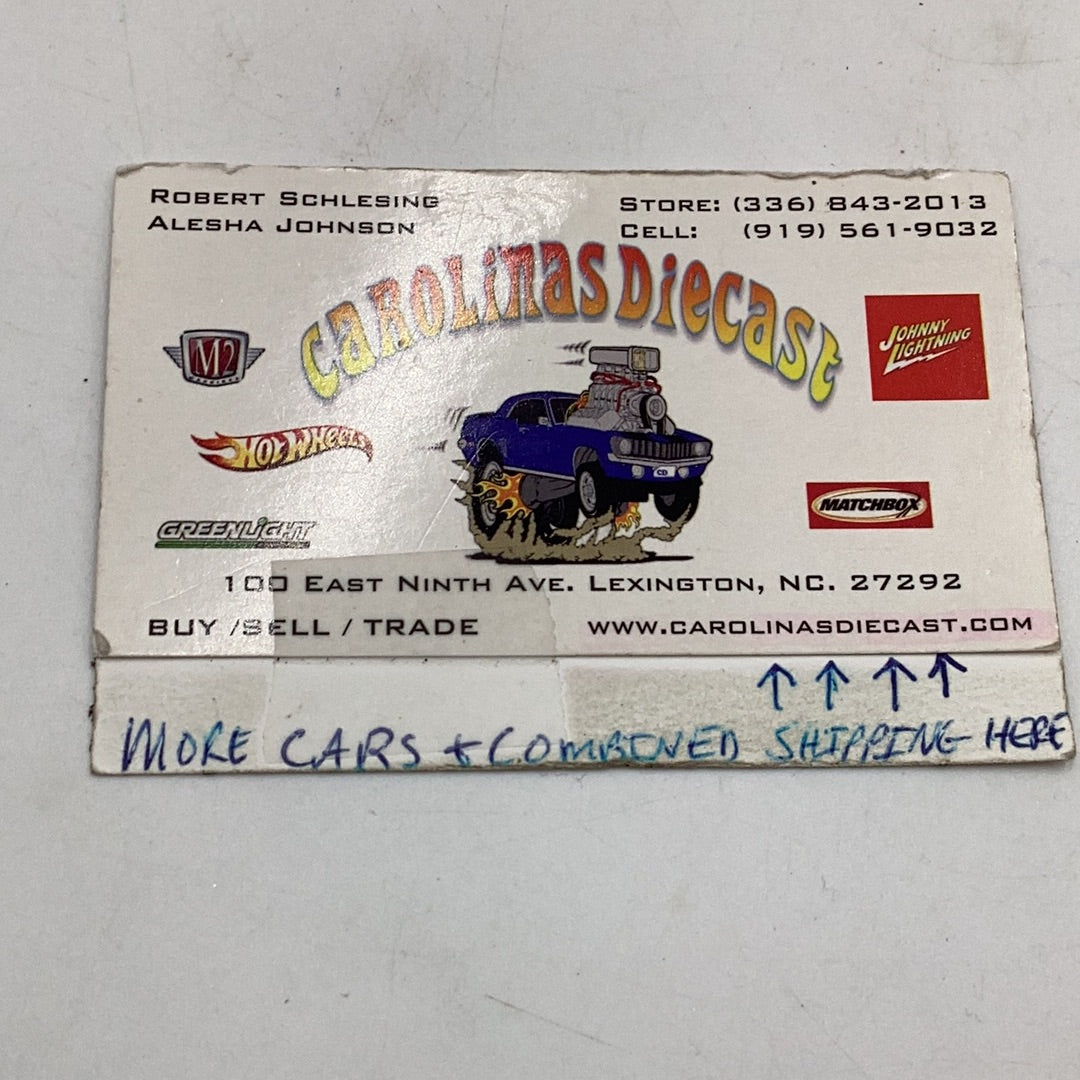 ROBERT SCHLESING
ALESHA JOHNSON
STORE: (336) 843-2013
CELL: (919) 561-9032
CAROLINAS DIECAST
M2
JOHNNY
LIGHTNING
HOT WHEELS
CD
MATCHBOX
GREENLIGHT
100 EAST NINTH AVE. LEXINGTON, NC. 27292
BUY /SELL / TRADE
WWW.CAROLINASDIECAST.COM
↑ ↑ ↑ ↑
MORE CARS + COMBINED SHIPPING HERE